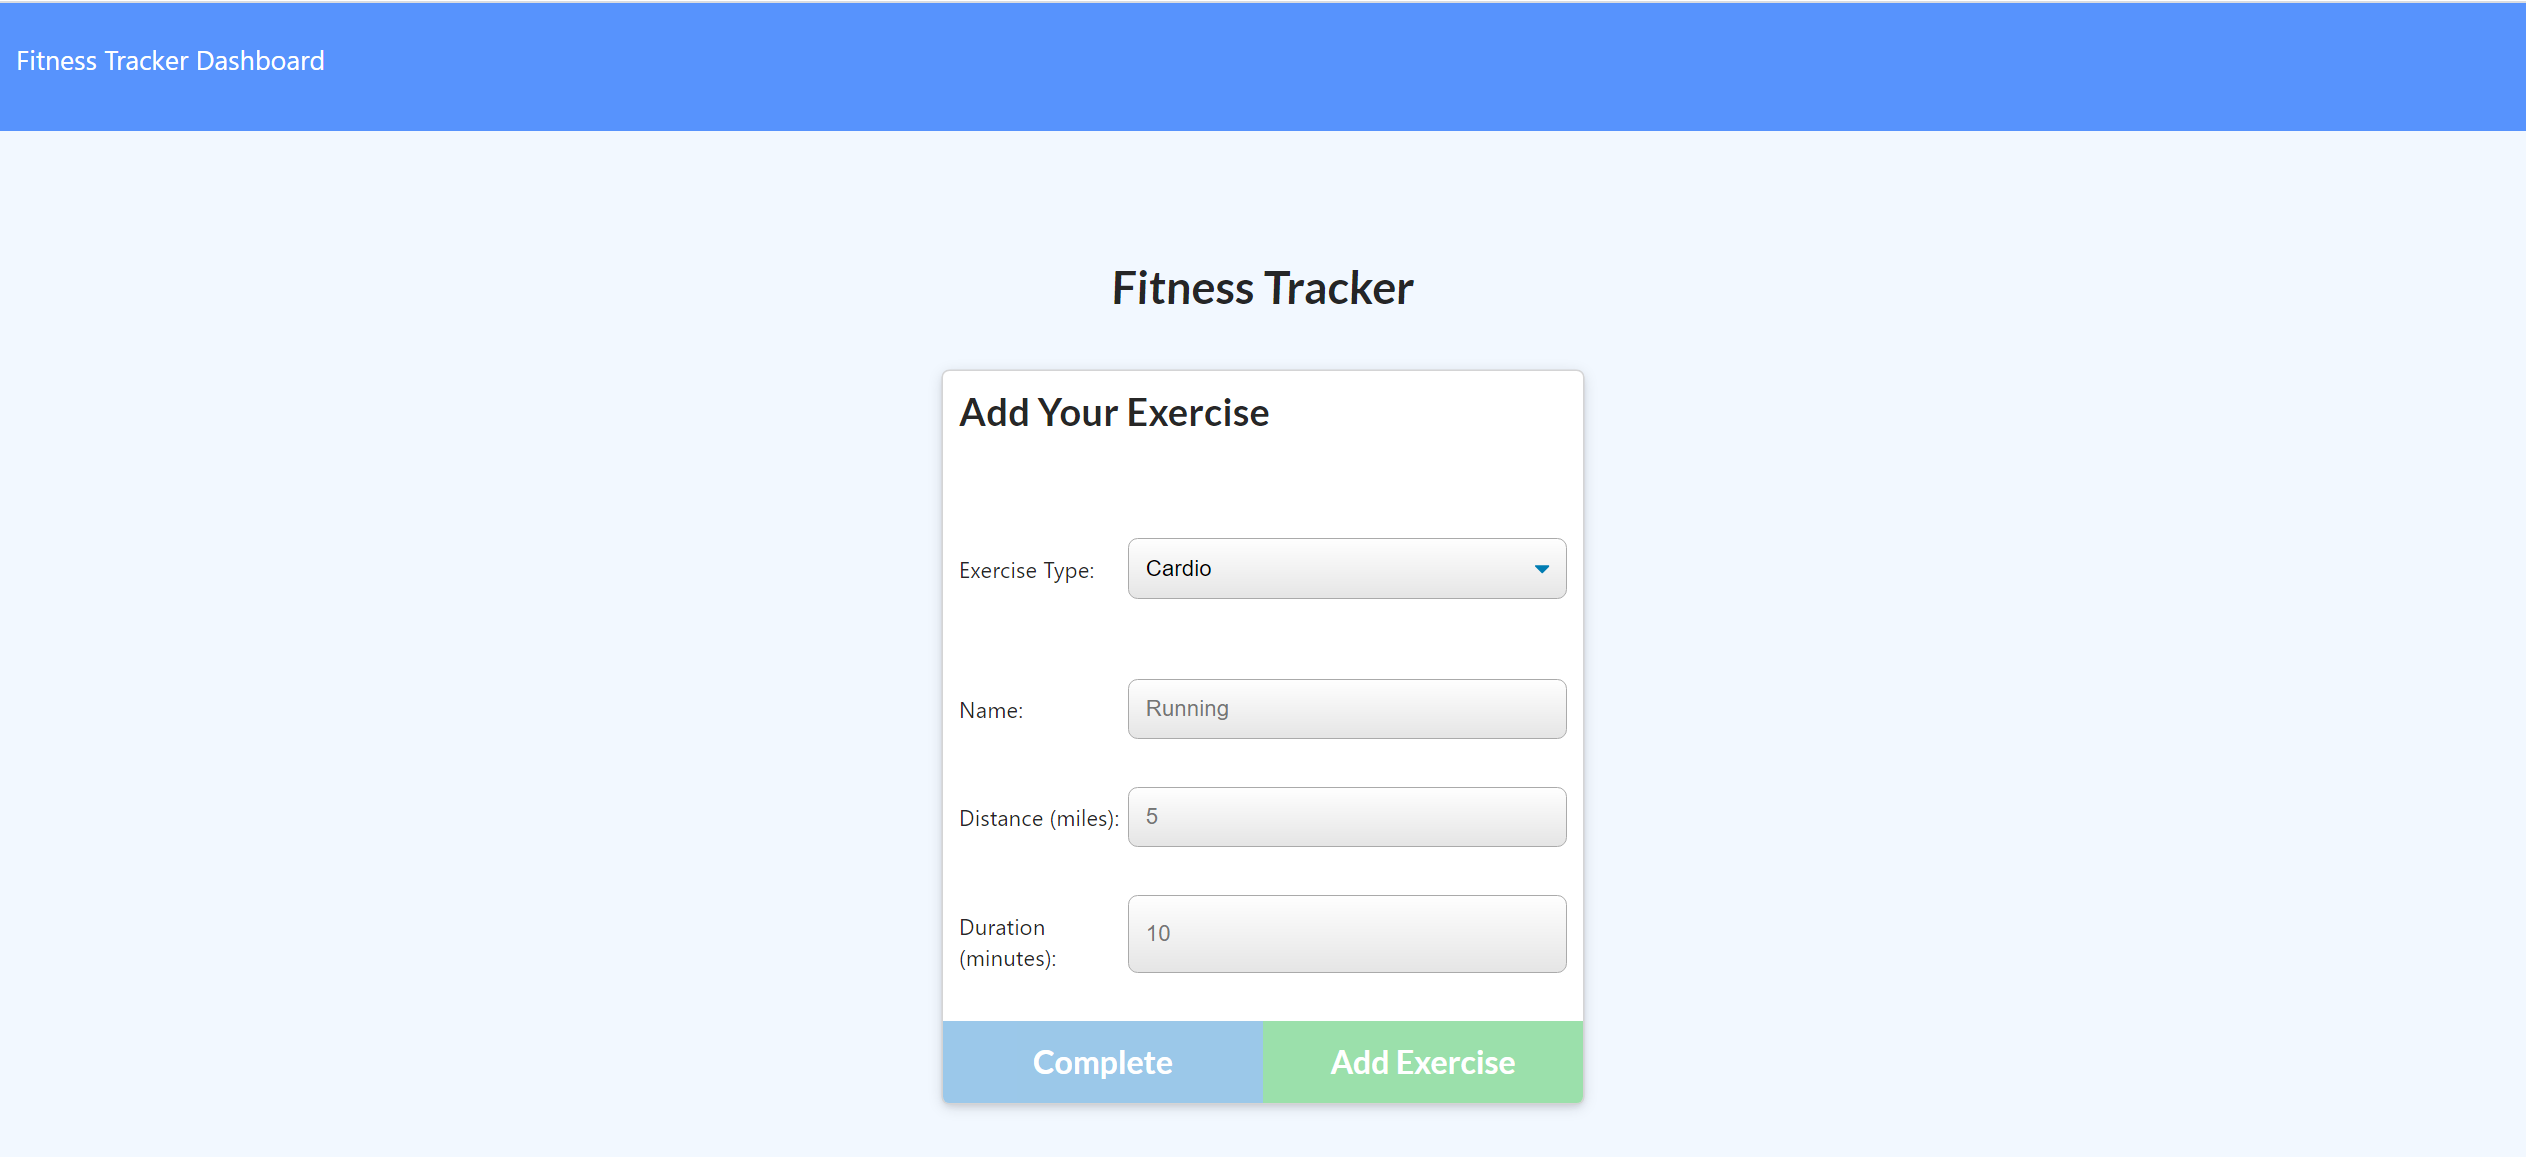 Fitness Tracker Dashboard
Fitness Tracker
Add Your Exercise
Exercise Type: Cardio
Name: Running
Distance (miles): 5
Duration
(minutes): 10
Complete Add Exercise